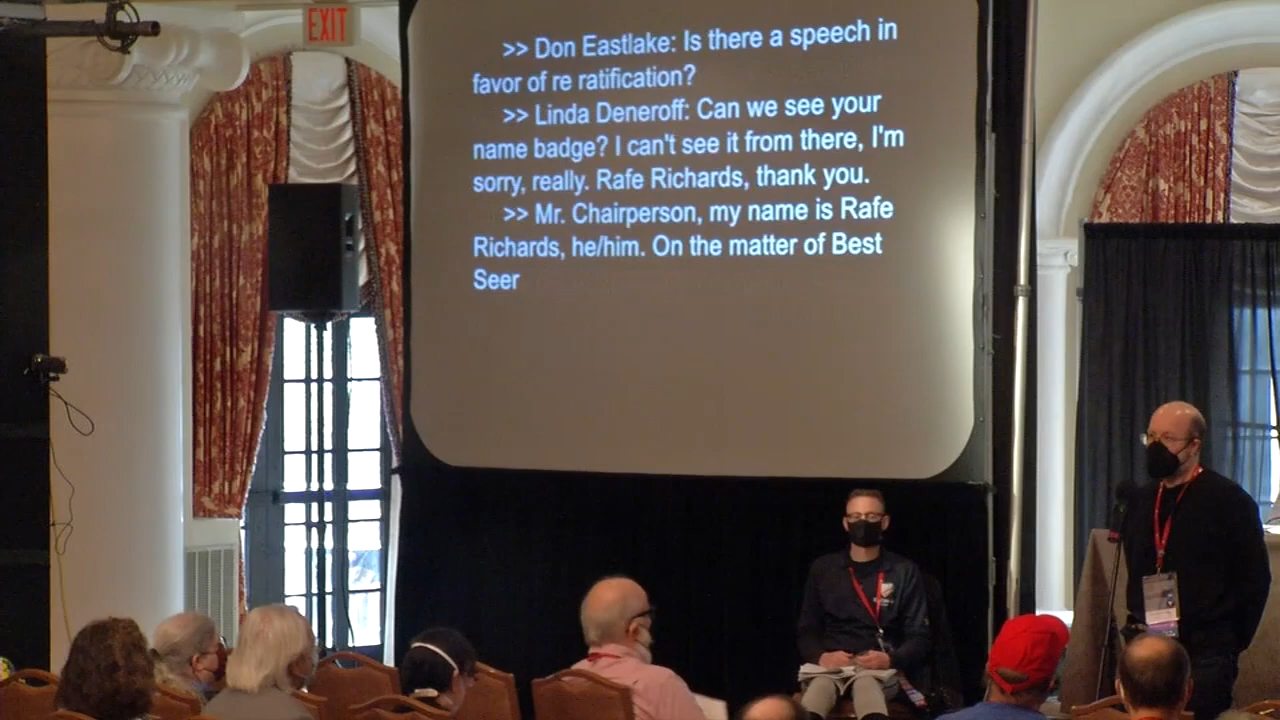 EXIT
>> Don Eastlake: Is there a speech in
favor of re ratification?
>> Linda Deneroff: Can we see your
name badge? I can't see it from there, I'm
sorry, really. Rafe Richards, thank you.
>> Mr. Chairperson, my name is Rafe
Richards, he/him. On the matter of Best
Seer